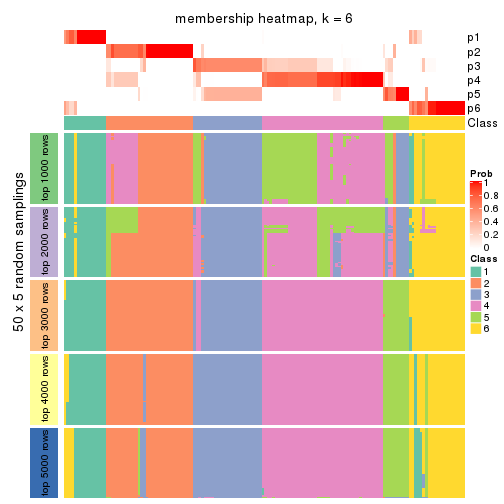 membership heatmap, k = 6
p1
p2
p3
p4
p5
p6
Class
50 x 5 random samplings
top 1000 rows
top 2000 rows
top 3000 rows
top 4000 rows
top 5000 rows
Prob
1
0.8
0.6
0.4
0.2
0
Class
1
2
3
4
5
6